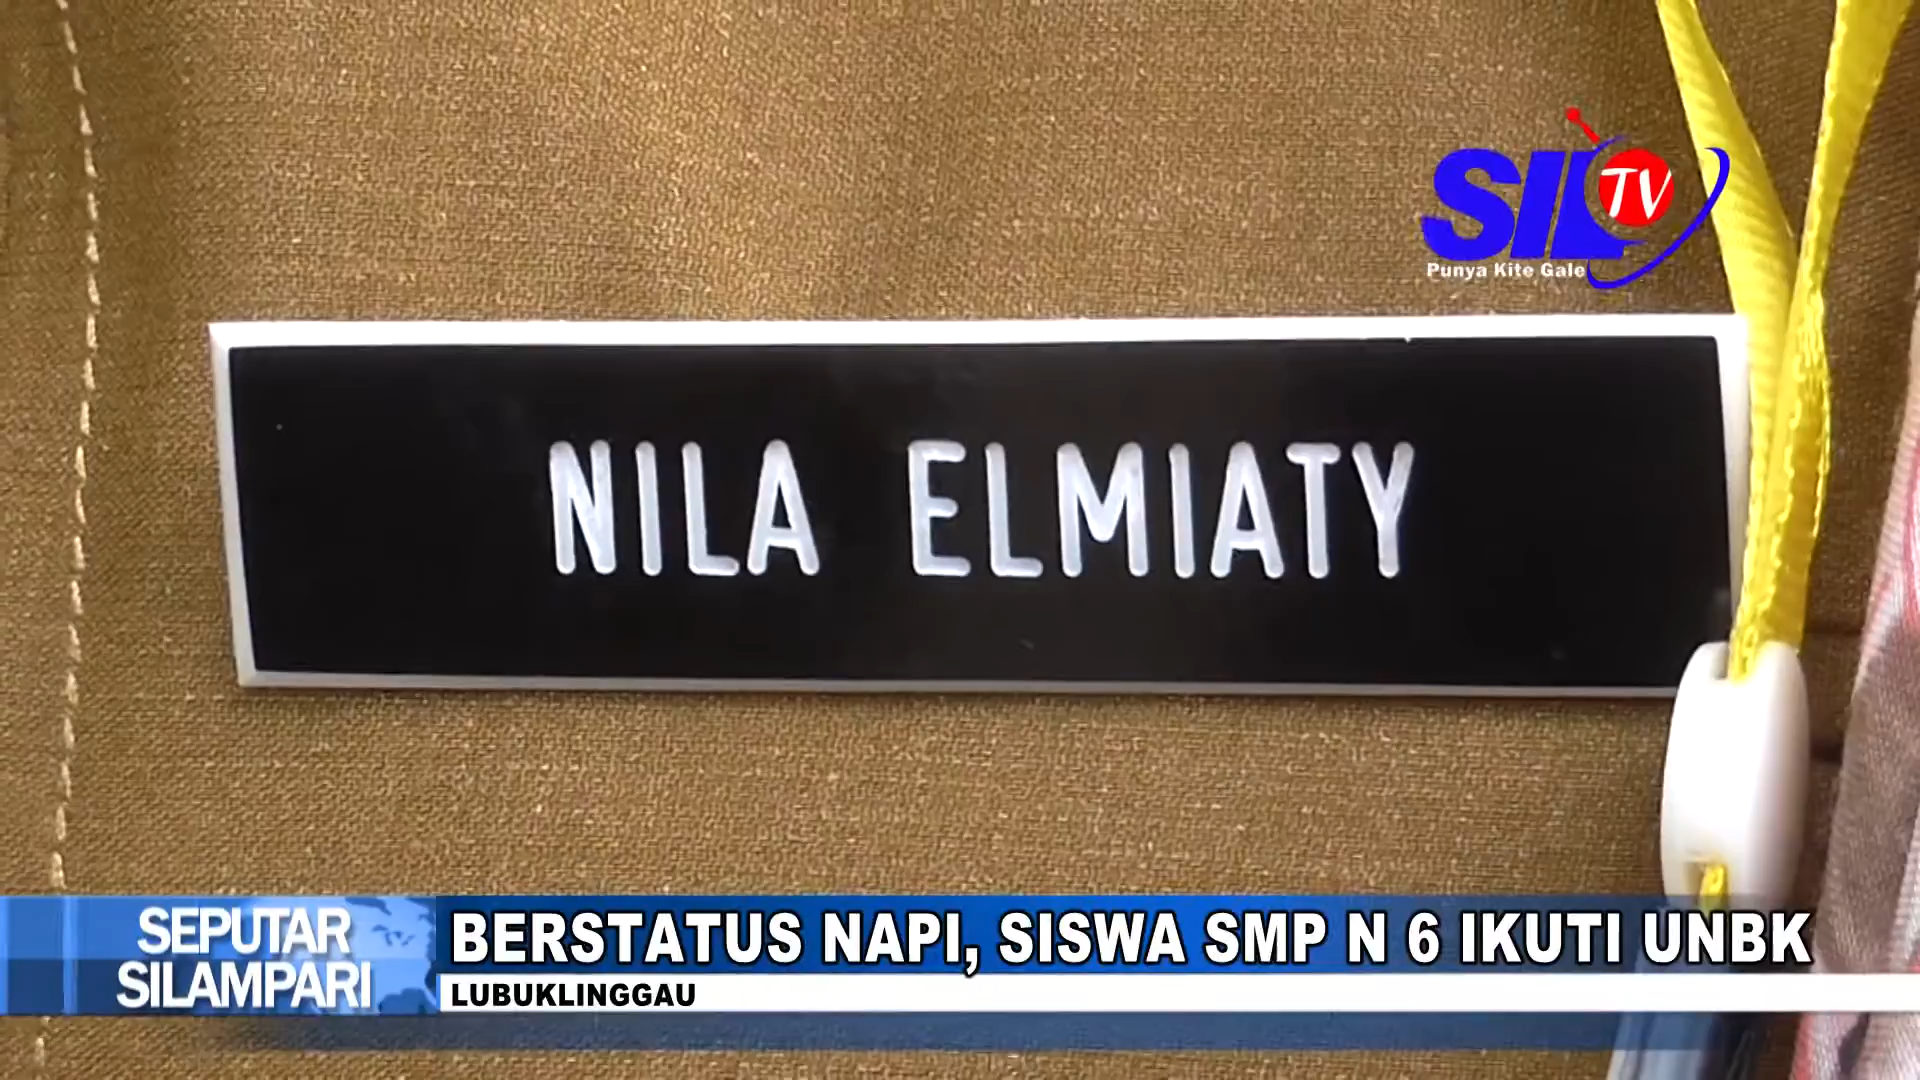 SIL TV
Punya Kite Gale
NILA ELMIATY
SEPUTAR
SILAMPARI
BERSTATUS NAPI, SISWA SMP N 6 IKUTI UNBK
LUBUKLINGGAU